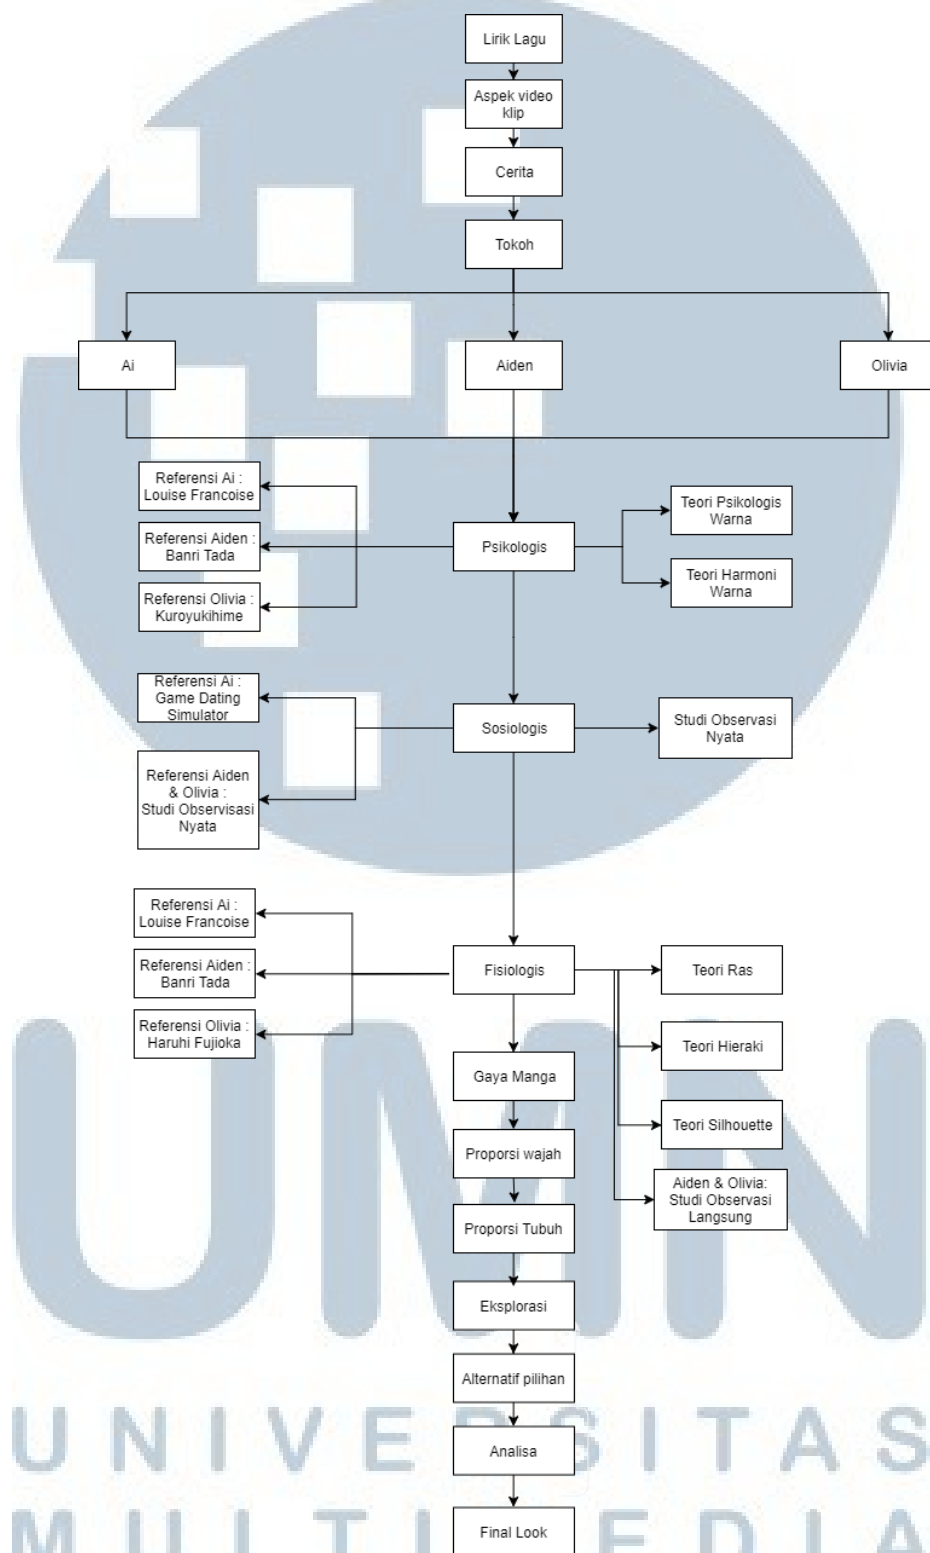 Lirik Lagu
Aspek video
klip
Cerita
Tokoh
Ai
Aiden
Olivia
Referensi Ai :
Louise Francoise
Referensi Aiden :
Banri Tada
Referensi Olivia :
Kuroyukihime
Psikologis
Teori Psikologis
Warna
Teori Harmoni
Warna
Referensi Ai :
Game Dating
Simulator
Referensi Aiden
& Olivia :
Studi Observisasi
Nyata
Sosiologis
Studi Observasi
Nyata
Referensi Ai :
Louise Francoise
Referensi Aiden :
Banri Tada
Referensi Olivia :
Haruhi Fujioka
Fisiologis
Teori Ras
Teori Hieraki
Teori Silhouette
Aiden & Olivia:
Studi Observasi
Langsung
Gaya Manga
Proporsi wajah
Proporsi Tubuh
Eksplorasi
Alternatif pilihan
Analisa
Final Look
UMN
UNIVERSITAS
MULTIMEDIA